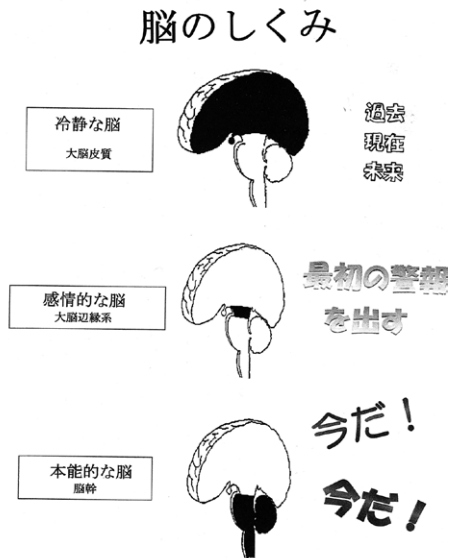 脳のしくみ
冷静な脳
大脳皮質
過去
現在
未来
感情的な脳
大脳辺縁系
最初の警報
を出す
本能的な脳
脳幹
今だ！
今だ！